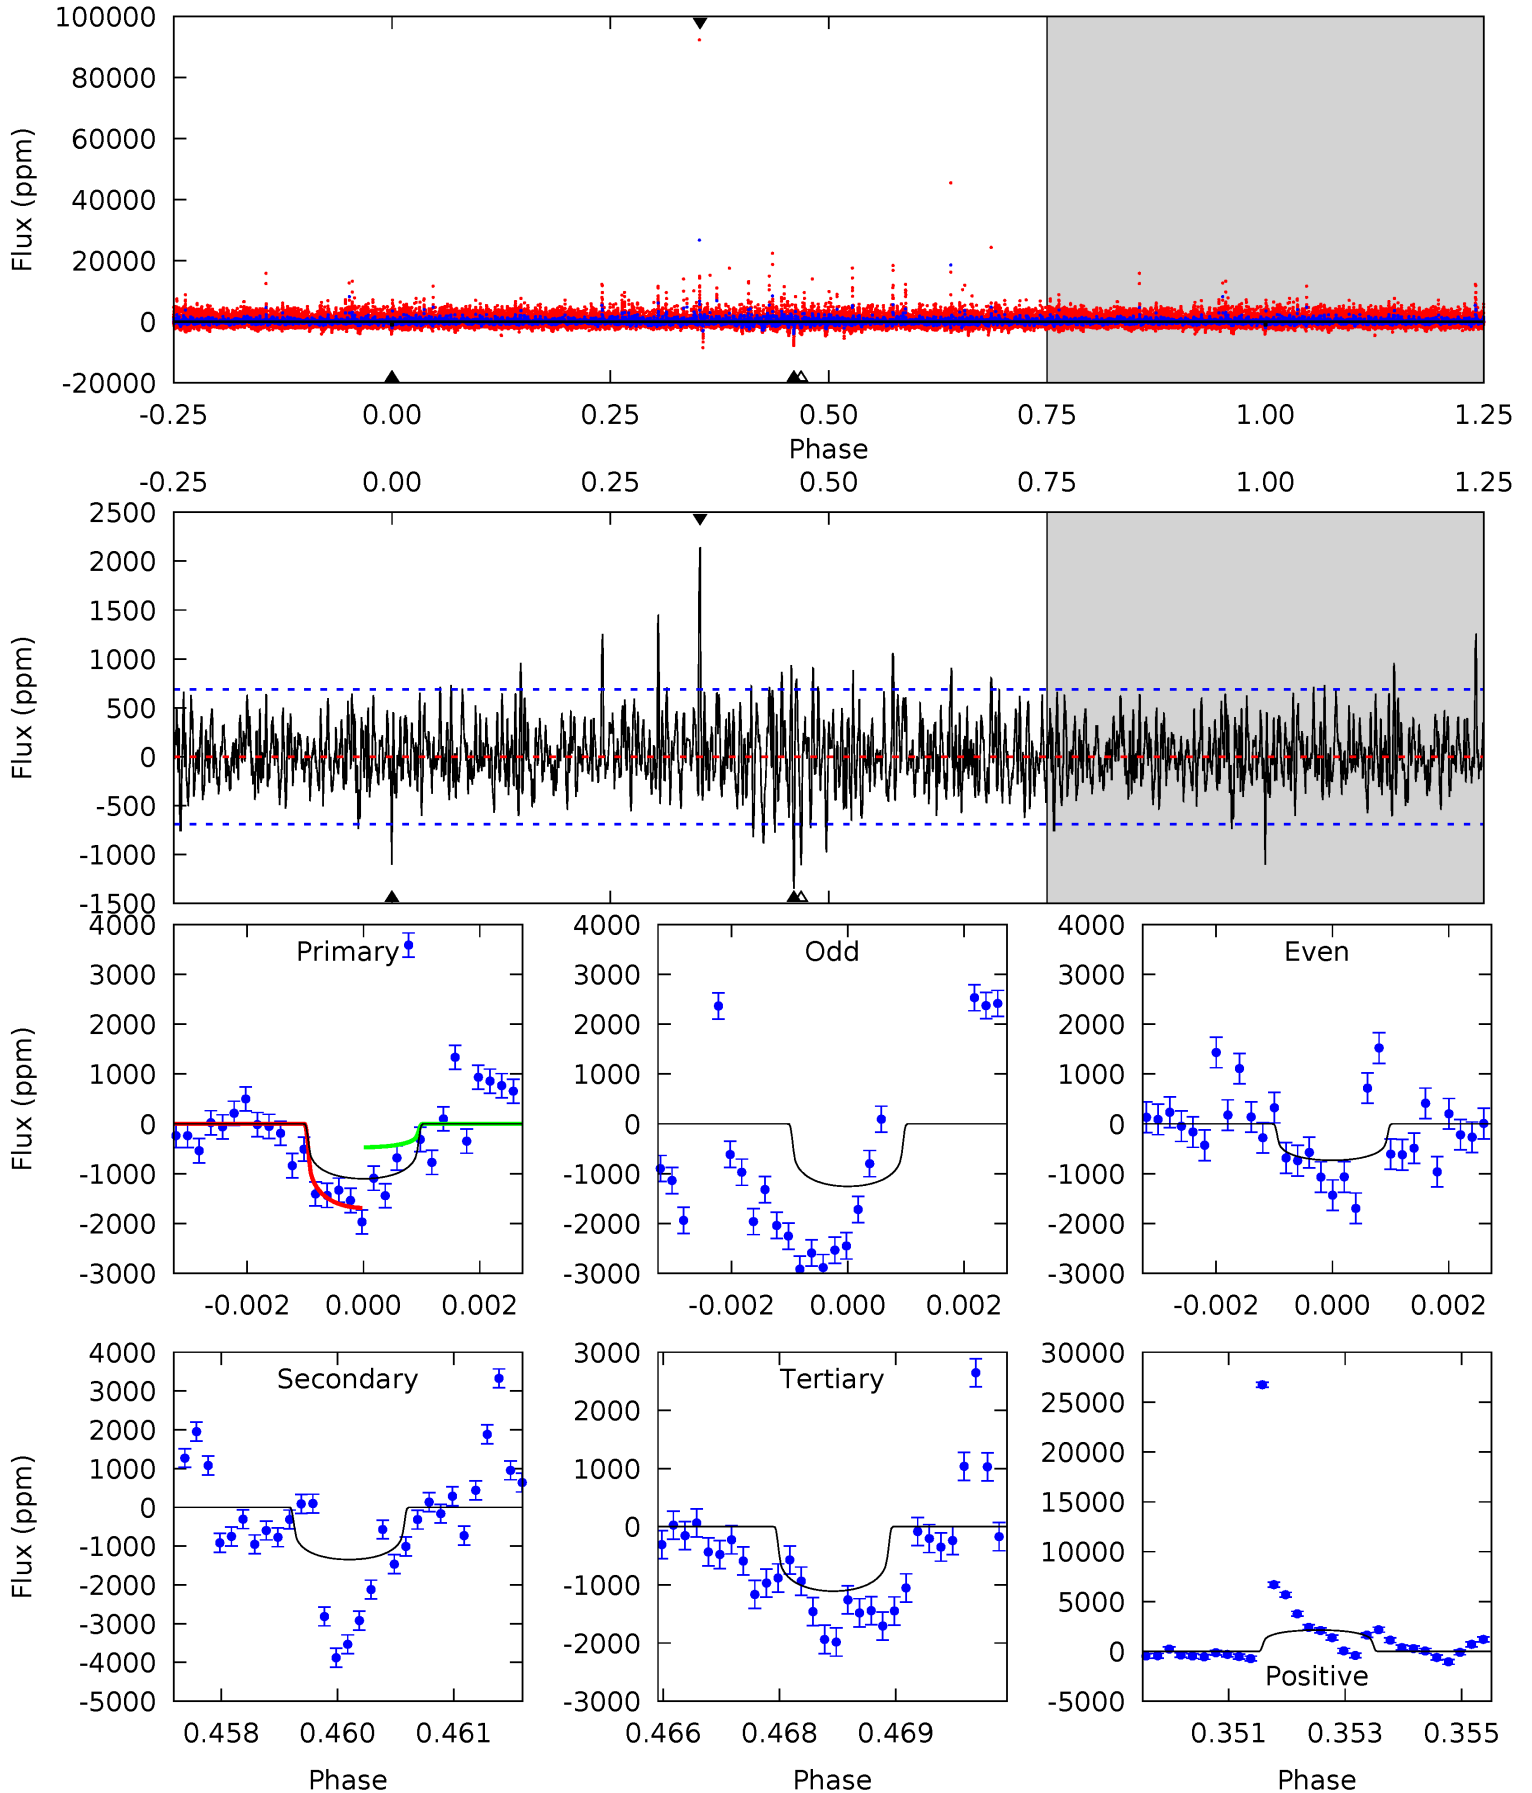 100000
80000
60000
40000
20000
0
-20000
Flux (ppm)
-0.25 0.00 0.25 0.50 0.75 1.00 1.25
Phase
-0.25 0.00 0.25 0.50 0.75 1.00 1.25
2500
2000
1500
1000
500
0
-500
-1000
-1500
Flux (ppm)
Primary
4000
3000
2000
1000
0
-1000
-2000
-3000
Flux (ppm)
-0.002 0.000 0.002
Odd
4000
3000
2000
1000
0
-1000
-2000
-3000
-0.002 0.000 0.002
Even
4000
3000
2000
1000
0
-1000
-2000
-3000
-0.002 0.000 0.002
Secondary
4000
3000
2000
1000
0
-1000
-2000
-3000
-4000
-5000
Flux (ppm)
0.458 0.460 0.461
Phase
Tertiary
3000
2000
1000
0
-1000
-2000
-3000
0.466 0.468 0.469
Phase
30000
25000
20000
15000
10000
5000
0
-5000
Positive
0.351 0.353 0.355
Phase